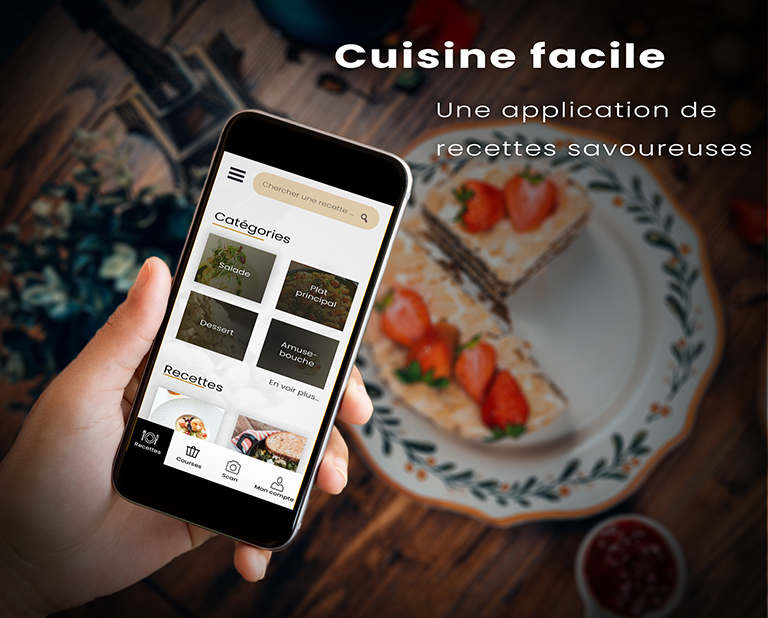 Cuisine facile
Une application de
recettes savoureuses
Chercher une recette ...
Catégories
Salade
Plat
principal
Dessert
Amuse-
bouche
En voir plus...
Recettes
Recettes
Courses
Scan
Mon compte